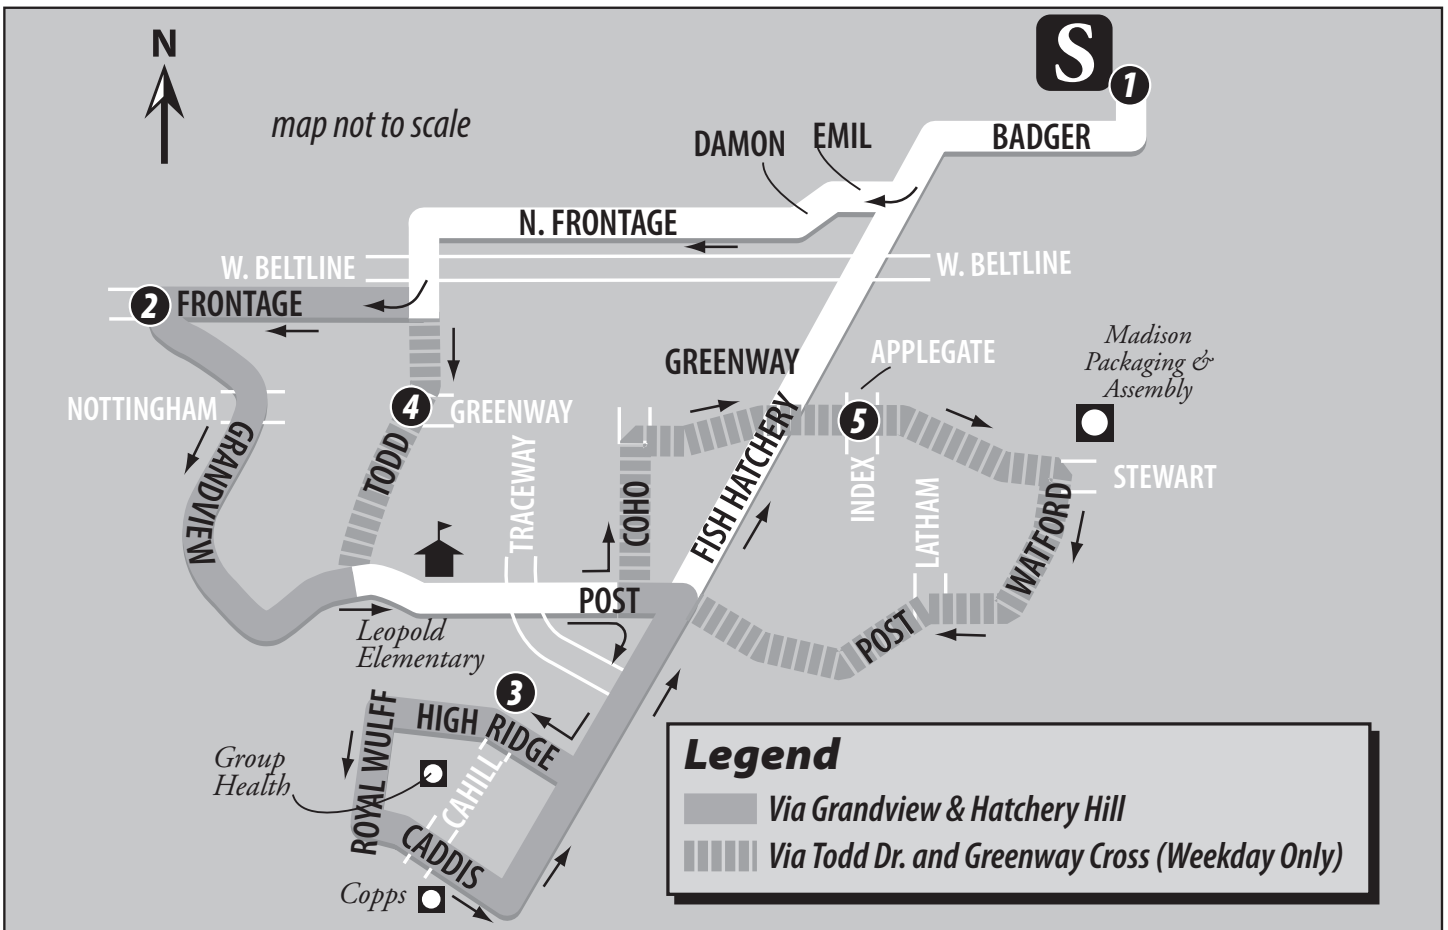 N
map not to scale
S
1
BADGER
DAMON
EMIL
N. FRONTAGE
W. BELTLINE
W. BELTLINE
2
FRONTAGE
GREENWAY
APPLEGATE
Madison
Packaging &
Assembly
NOTTINGHAM
4
GREENWAY
5
GRANDVIEW
TODD
TRACEWAY
COHO
FISH HATCHERY
INDEX
LATHAM
STEWART
WATFORD
POST
POST
Leopold
Elementary
3
HIGH RIDGE
ROYAL WULFF
Group
Health
CAHILL
CADDIS
Copps
Legend
Via Grandview & Hatchery Hill
Via Todd Dr. and Greenway Cross (Weekday Only)